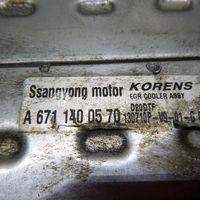 Ssangyong motor KORENS
EGR COOLER ASSY
A 671 140 05 70 D20DTF